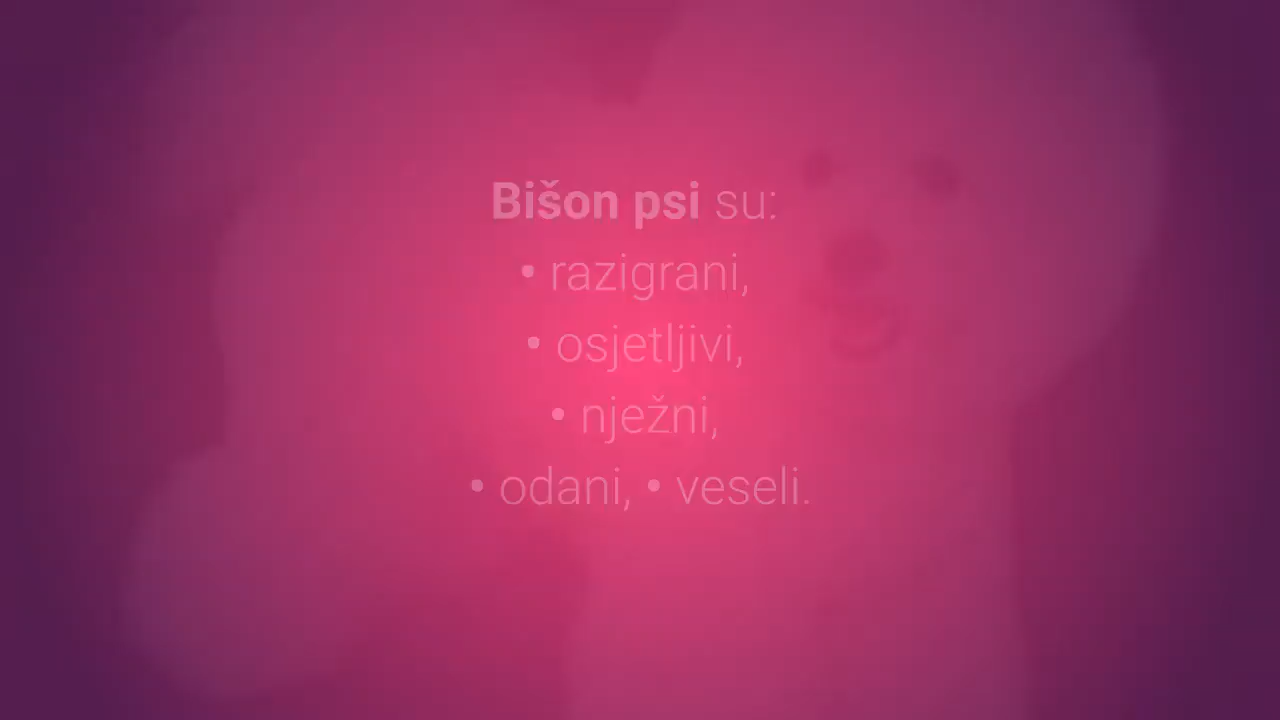 Bišon psi su:
• razigrani,
• osjetljivi,
• nježni,
• odani, • veseli.